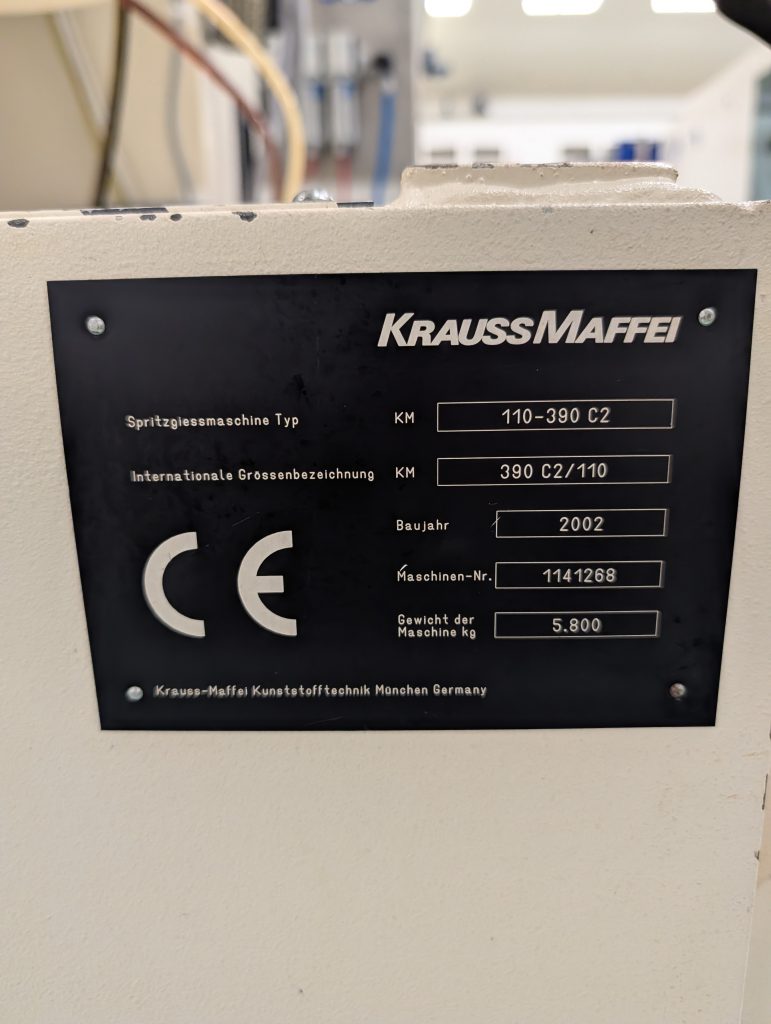 KRAUSSMAFFEI
Spritzgiessmaschine Typ KM 110-390 C2
Internationale Grössenbezeichnung KM 390 C2/110
Baujahr 2002
Maschinen-Nr. 1141268
Gewicht der
Maschine kg 5.800
CE
Krauss-Maffei Kunststofftechnik München Germany